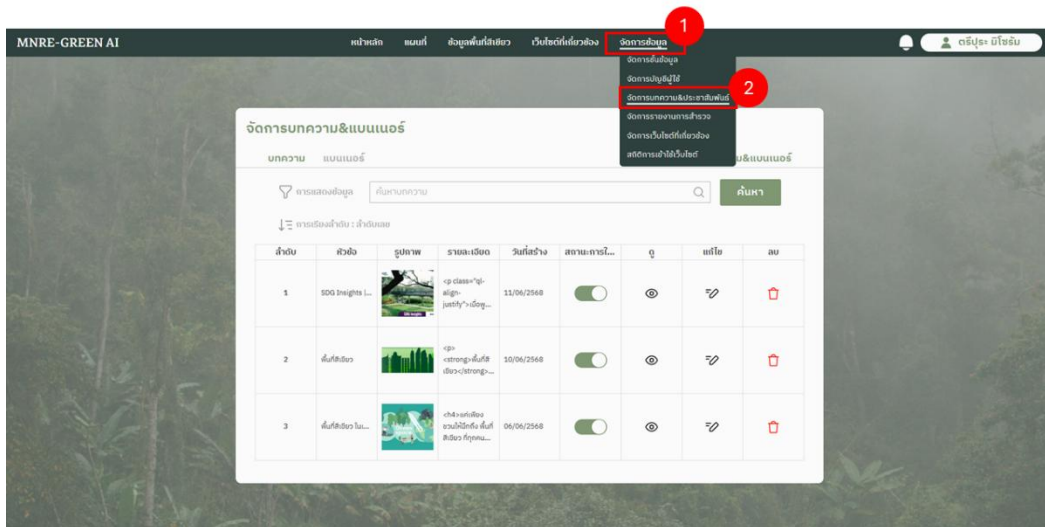 1
MNRE-GREEN AI หน้าหลัก แผนที่ ข้อมูลพื้นที่สีเขียว เว็บไซต์ที่เกี่ยวข้อง จัดการข้อมูล ตรีประ มิโซรัม
จัดการชั้นข้อมูล
จัดการบัญชีผู้ใช้
2
จัดการบทความ&ประชาสัมพันธ์
จัดการรายงานการสำรวจ
จัดการเว็บไซต์ที่เกี่ยวข้อง
สถิติการเข้าใช้เว็บไซต์
จัดการบทความ&แบนเนอร์
บทความ แบนเนอร์ &แบนเนอร์
การแสดงข้อมูล ค้นหาบทความ ค้นหา
การเรียงลำดับ : ลำดับเลข
ลำดับ หัวข้อ รูปภาพ รายละเอียด วันที่สร้าง สถานะการใ... ดู แก้ไข ลบ
1 SDG Insights |... <p class="ql-align-justify">เมื่อพู... 11/06/2568
2 พื้นที่สีเขียว <p><strong>พื้นที่สีเขียว</strong>... 10/06/2568
3 พื้นที่สีเขียว ในเ... <h4>แค่เพียงชวนให้นึกถึง พื้นที่สีเขียว ที่ทุกคน... 06/06/2568